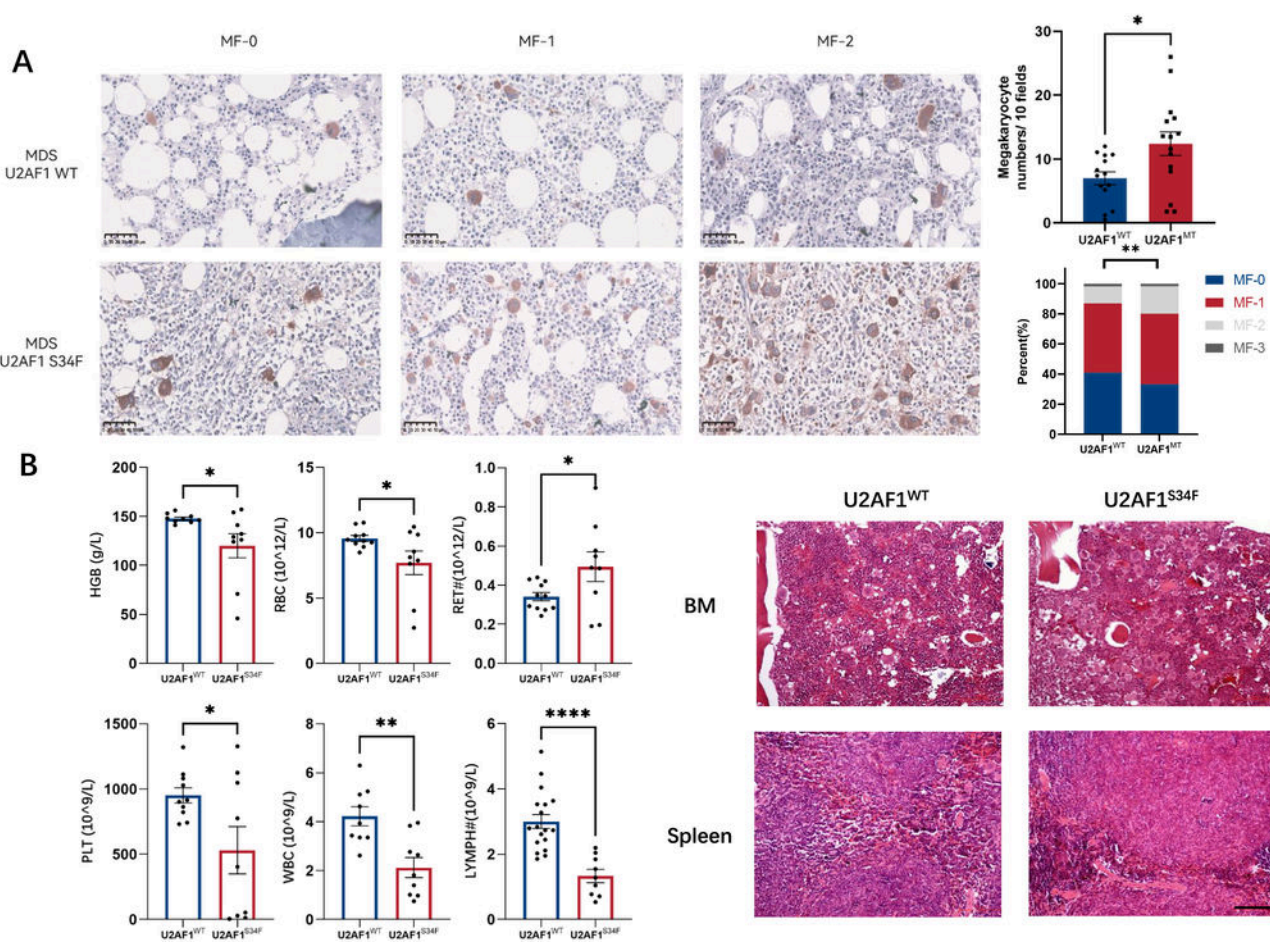 A
MF-0
MF-1
MF-2
MDS
U2AF1 WT
MDS
U2AF1 S34F
*
Megakaryocyte
numbers/ 10 fields
30
20
10
0
U2AF1WT
U2AF1MT
**
Percent(%)
100
80
60
40
20
0
U2AF1WT
U2AF1MT
MF-0
MF-1
MF-2
MF-3
B
HGB (g/L)
200
150
100
50
0
*
U2AF1WT
U2AF1S34F
RBC (10^12/L)
15
10
5
0
*
U2AF1WT
U2AF1S34F
RET#(10^12/L)
1.0
0.8
0.6
0.4
0.2
0.0
*
U2AF1WT
U2AF1S34F
PLT (10^9/L)
1500
1000
500
0
*
U2AF1WT
U2AF1S34F
WBC (10^9/L)
8
6
4
2
0
**
U2AF1WT
U2AF1S34F
LYMPH#(10^9/L)
6
4
2
0
****
U2AF1WT
U2AF1S34F
U2AF1WT
U2AF1S34F
BM
Spleen